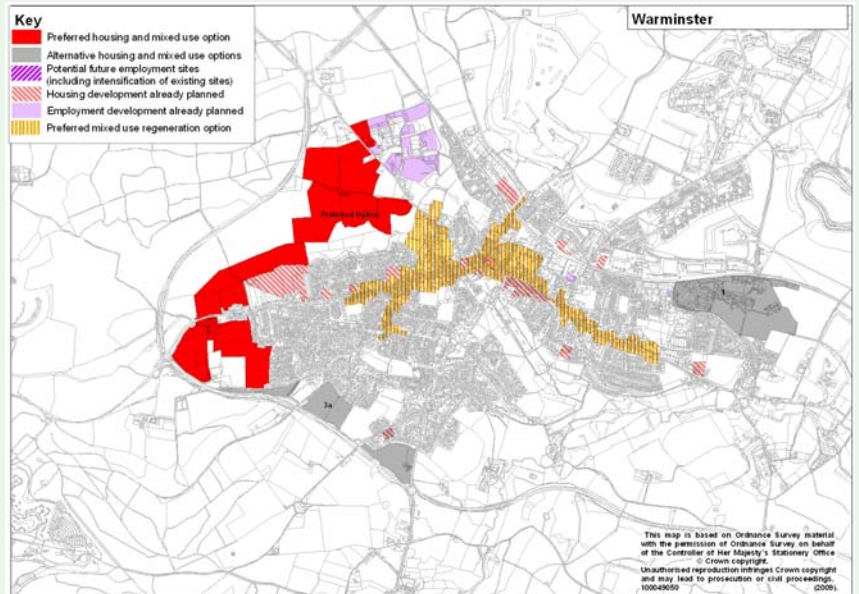 Key
Preferred housing and mixed use option
Alternative housing and mixed use options
Potential future employment sites
(including intensification of existing sites)
Housing development already planned
Employment development already planned
Preferred mixed use regeneration option
Warminster
Preferred Option
1
3a
This map is based on Ordnance Survey material
with the permission of Ordnance Survey on behalf
of the Controller of Her Majesty's Stationery Office
© Crown copyright.
Unauthorised reproduction infringes Crown copyright
and may lead to prosecution or civil proceedings.
100049050 (2009).